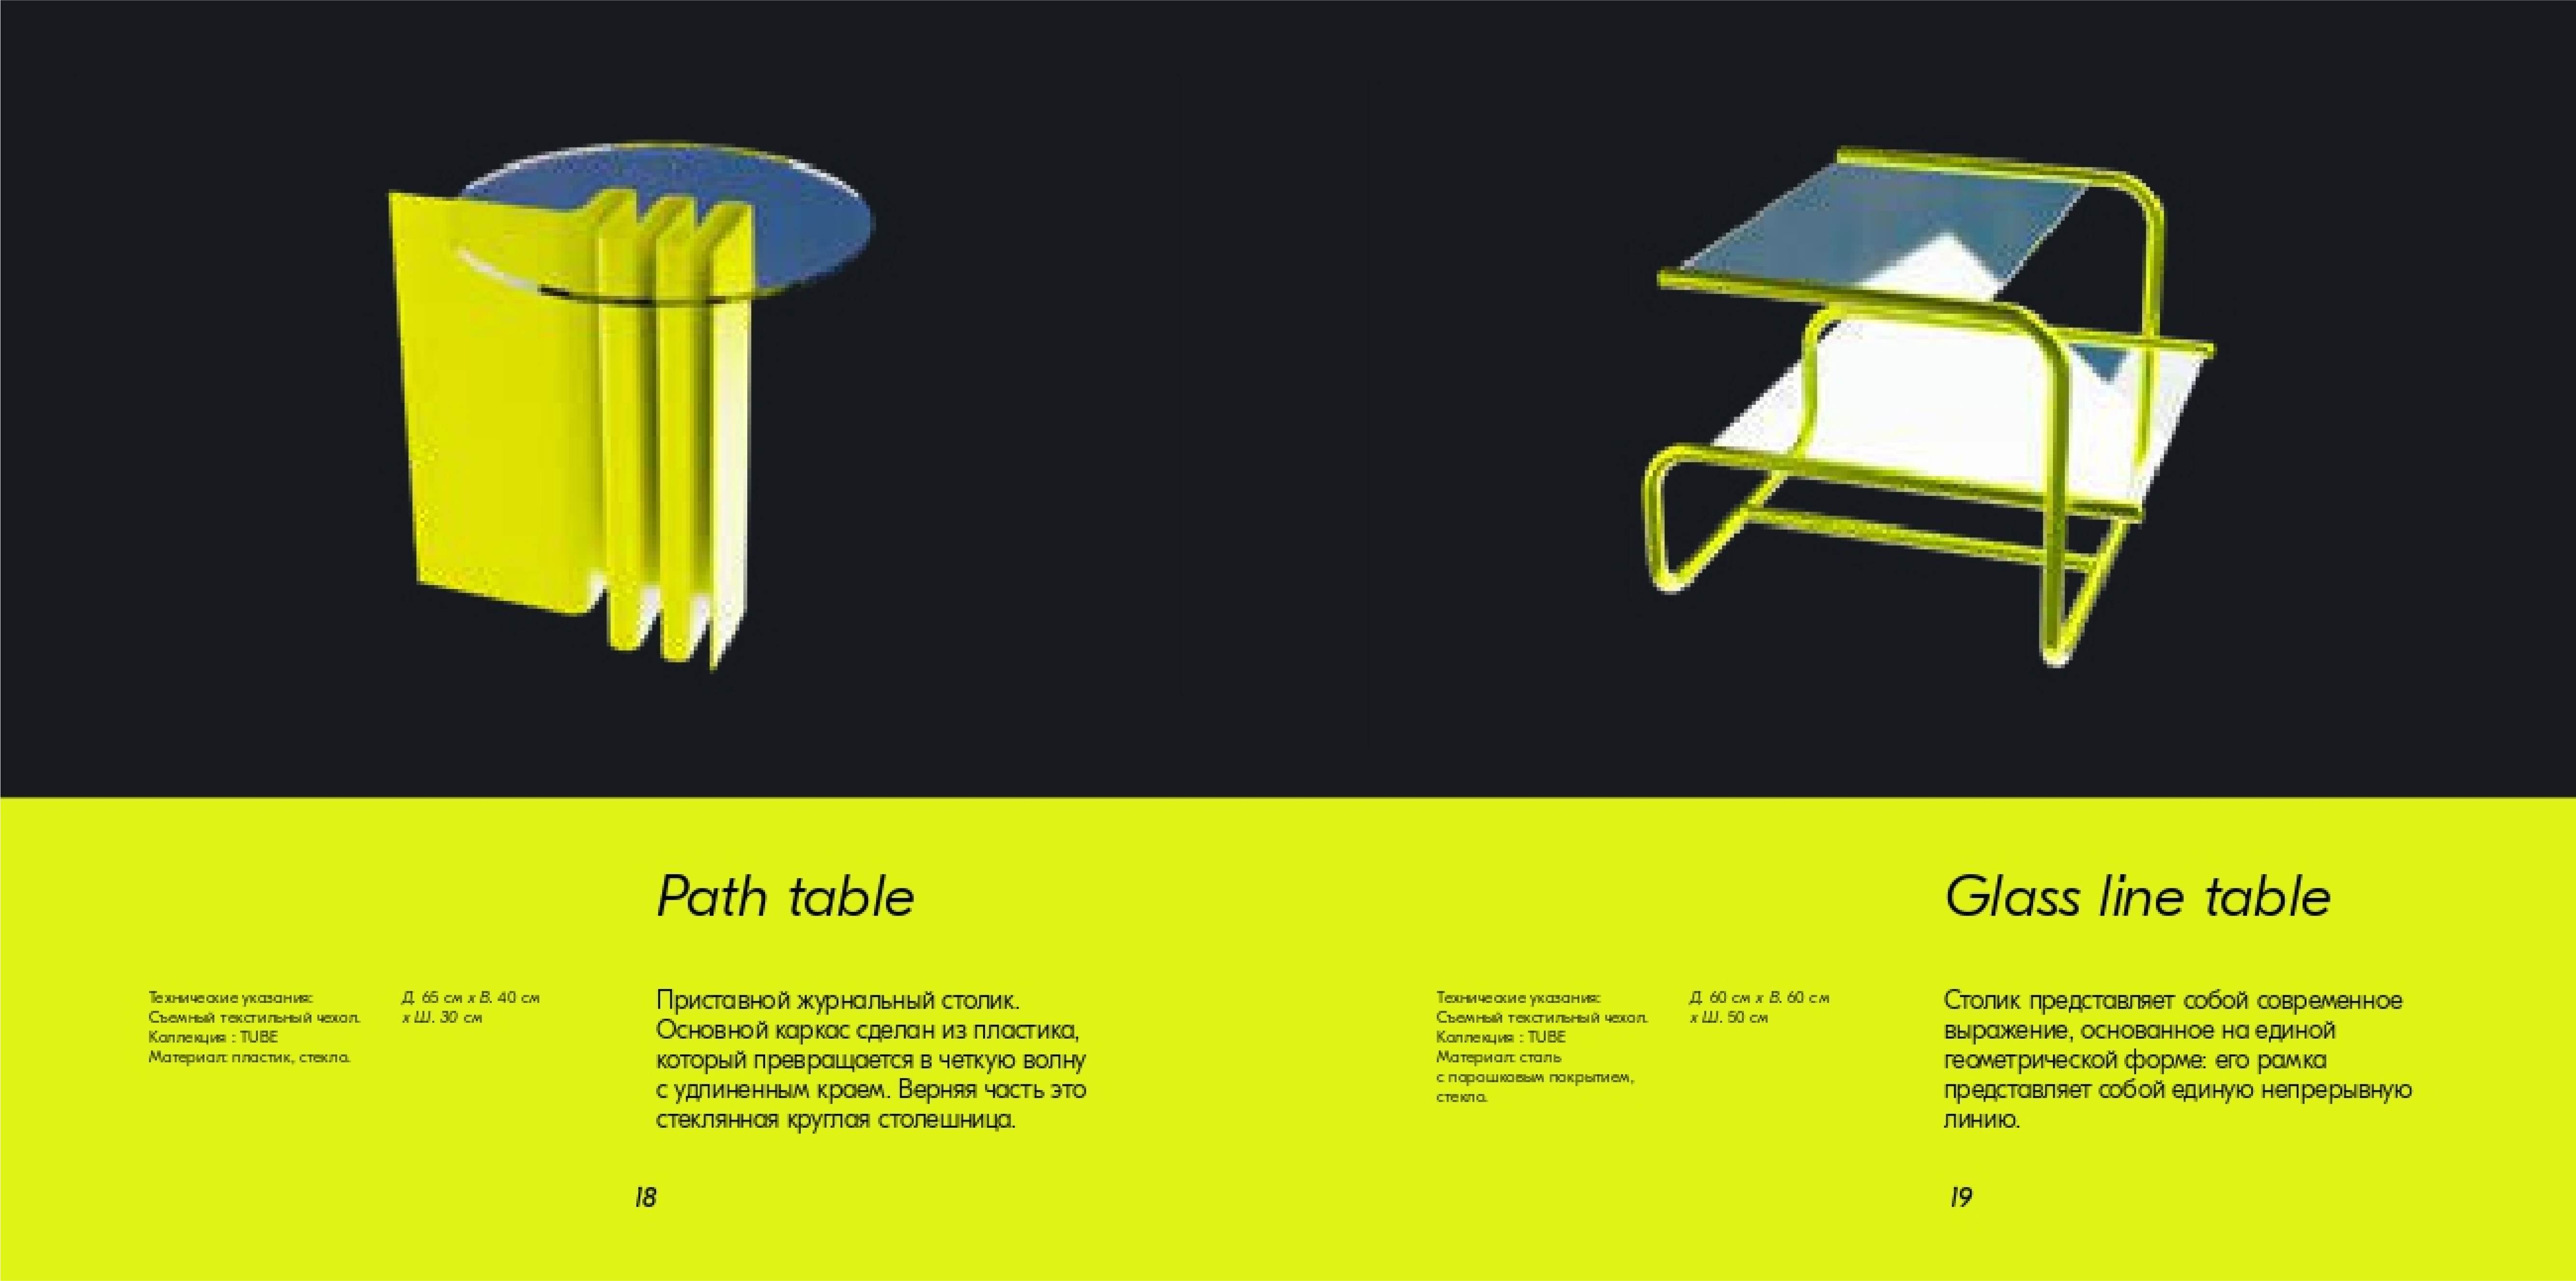 Path table
Технические указания:
Съемный текстильный чехол.
Коллекция : TUBE
Материал: пластик, стекло.
Д. 65 см x В. 40 см
x Ш. 30 см
Приставной журнальный столик.
Основной каркас сделан из пластика,
который превращается в четкую волну
с удлиненным краем. Верняя часть это
стеклянная круглая столешница.
18
Glass line table
Технические указания:
Съемный текстильный чехол.
Коллекция : TUBE
Материал: сталь
с порошковым покрытием,
стекло.
Д. 60 см x В. 60 см
x Ш. 50 см
Столик представляет собой современное
выражение, основанное на единой
геометрической форме: его рамка
представляет собой единую непрерывную
линию.
19